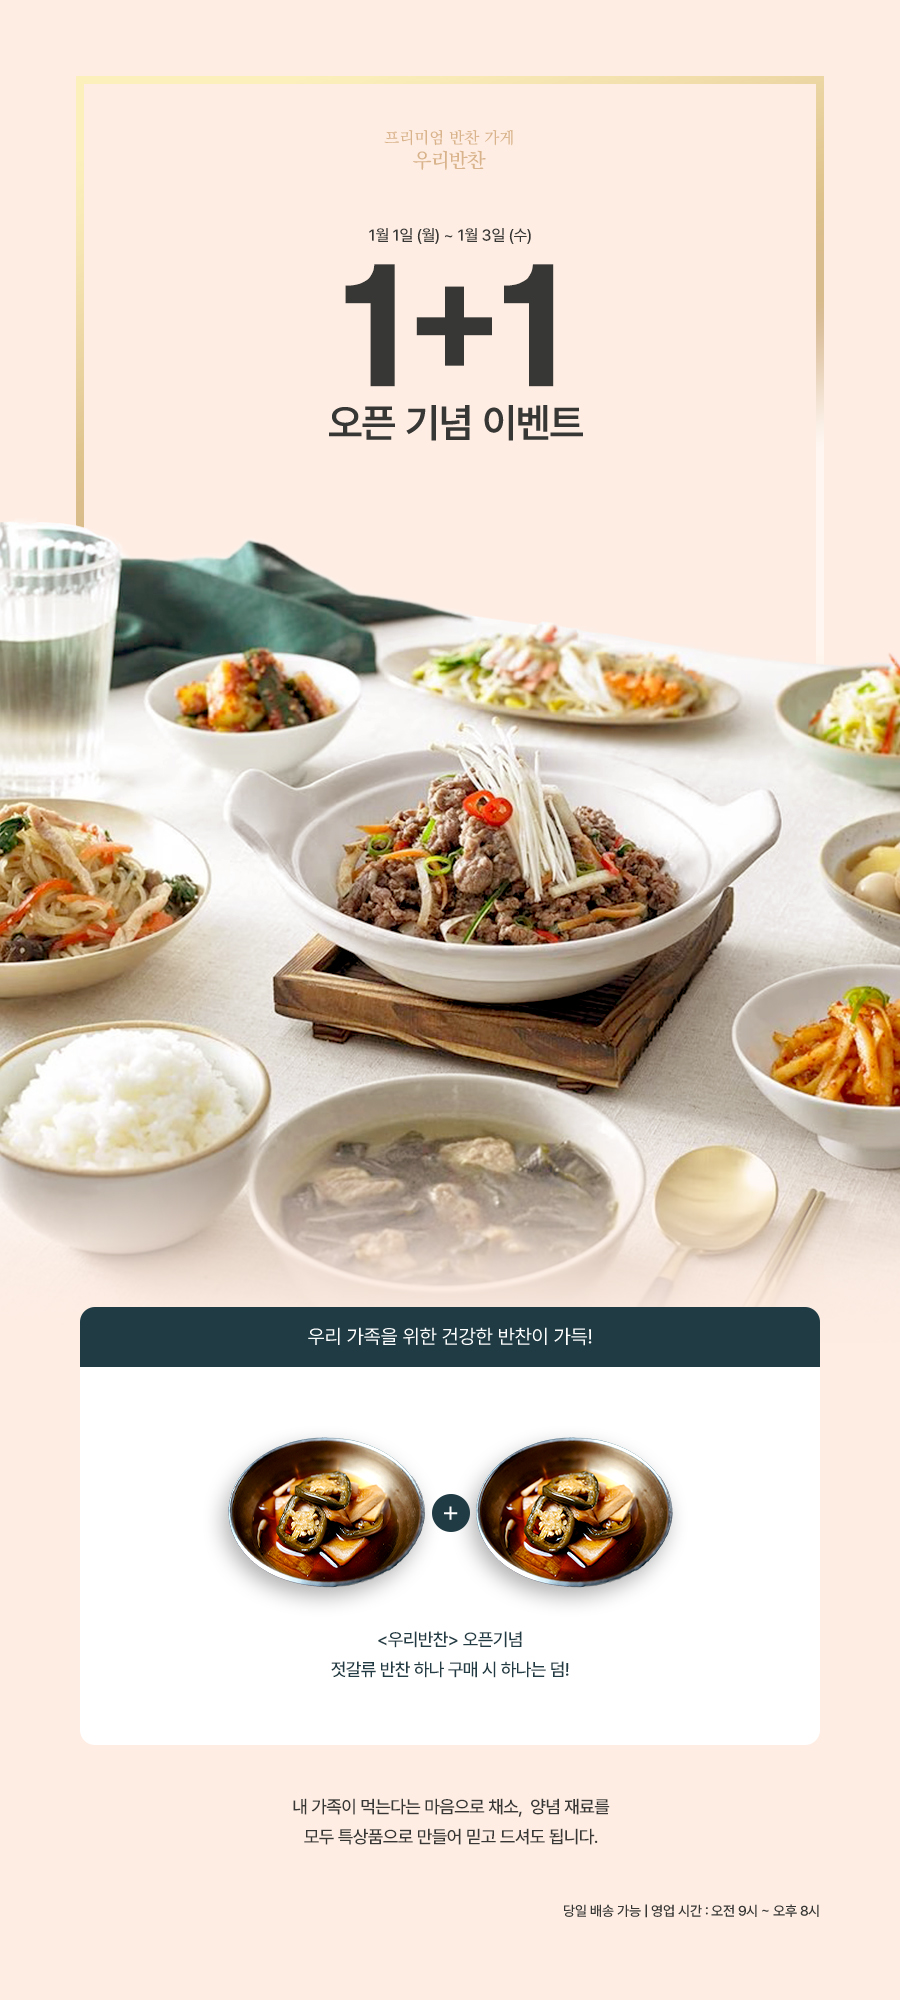 프리미엄 반찬 가게
우리반찬
1월 1일 (월) ~ 1월 3일 (수)
1+1
오픈 기념 이벤트
우리 가족을 위한 건강한 반찬이 가득!
+
<우리반찬> 오픈기념
젓갈류 반찬 하나 구매 시 하나는 덤!
내 가족이 먹는다는 마음으로 채소,  양념 재료를
모두 특상품으로 만들어 믿고 드셔도 됩니다.
당일 배송 가능 | 영업 시간 : 오전 9시 ~ 오후 8시